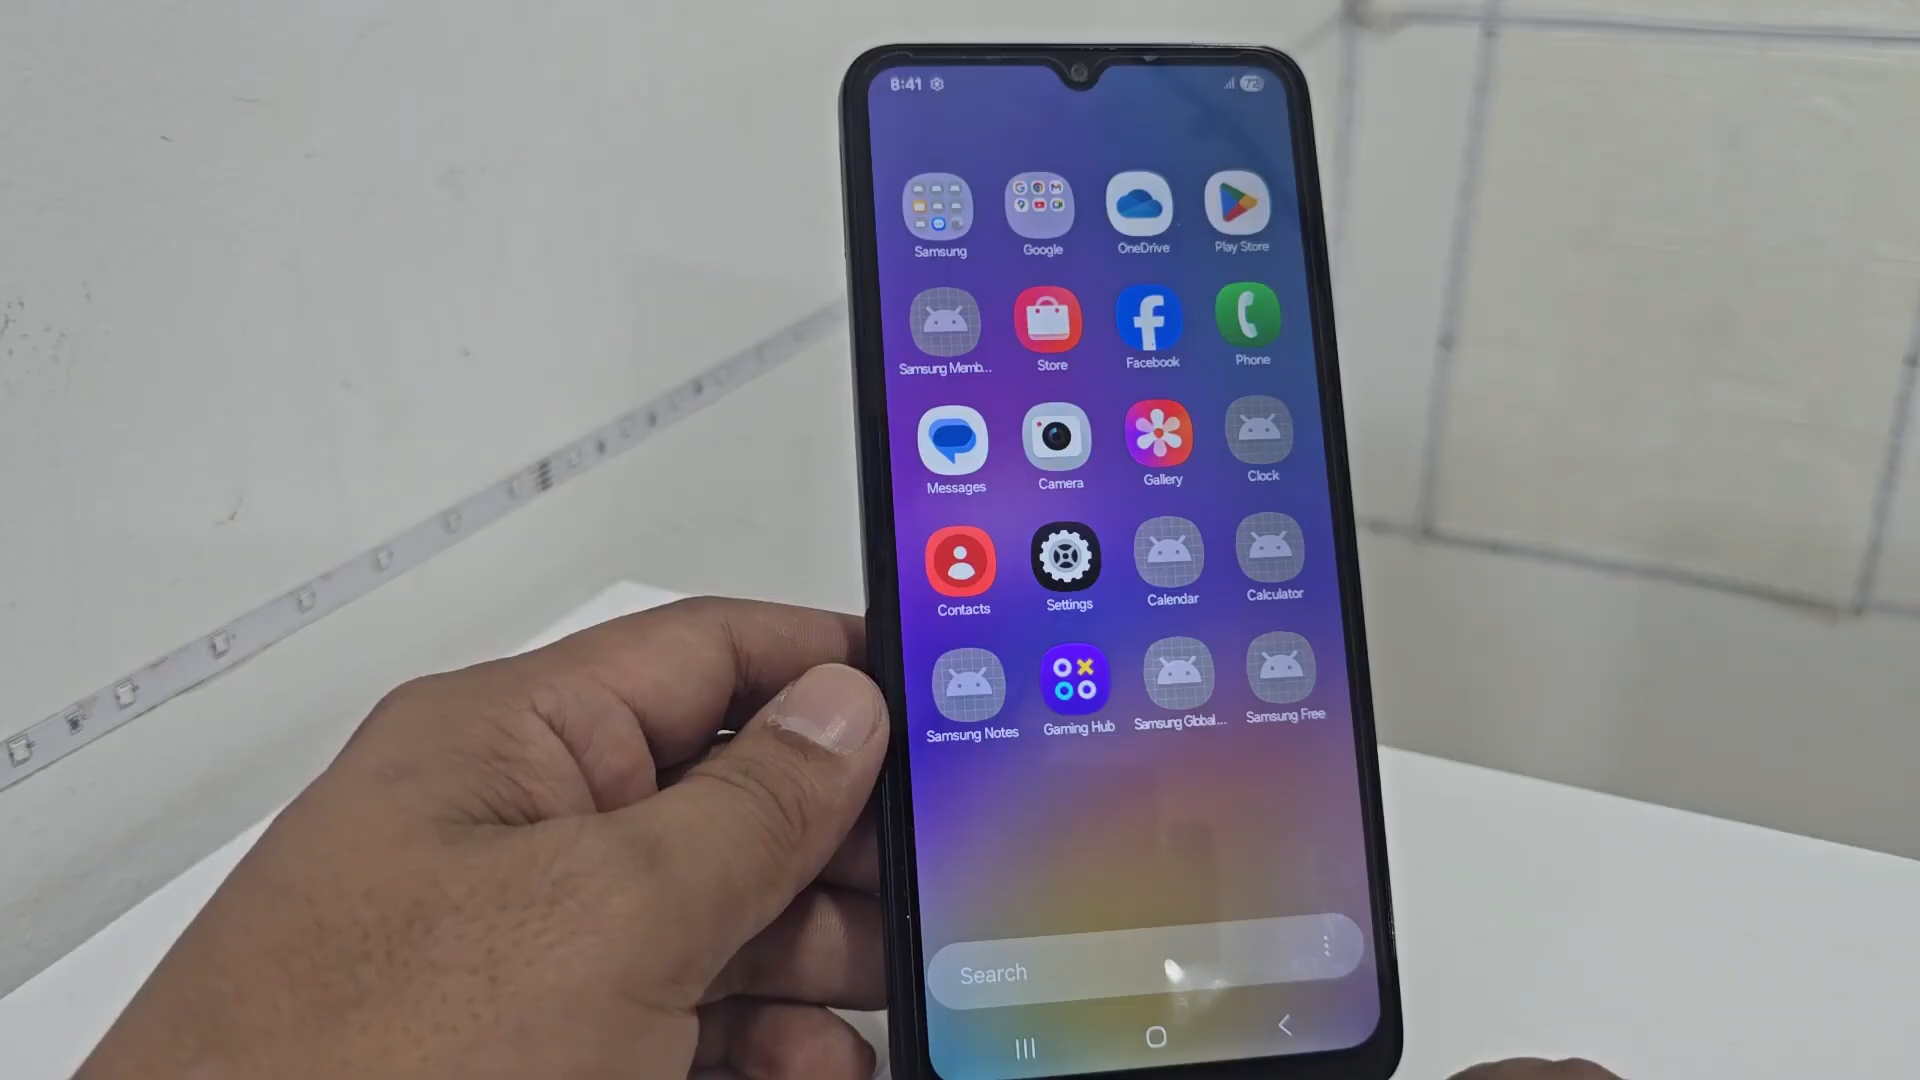 8:41
72
Samsung
Google
OneDrive
Play Store
Samsung Memb...
Store
Facebook
Phone
Messages
Camera
Gallery
Clock
Contacts
Settings
Calendar
Calculator
Samsung Notes
Gaming Hub
Samsung Global ...
Samsung Free
Search